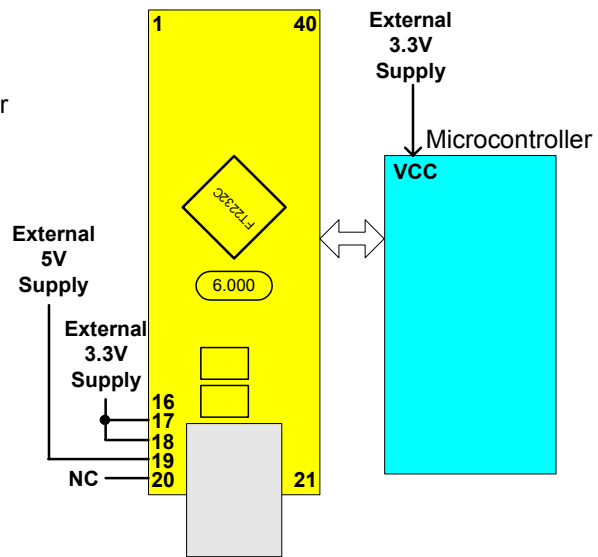 1
40
External
3.3V
Supply
r
Microcontroller
VCC
FT2232C
External
5V
Supply
6.000
External
3.3V
Supply
16
17
18
19
NC
20
21